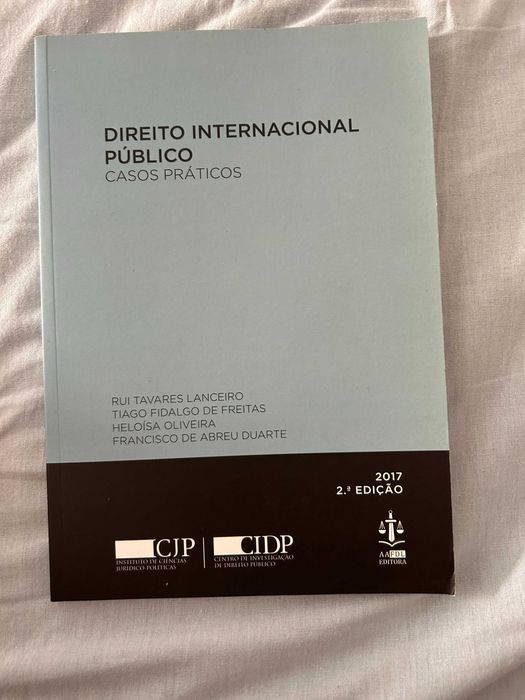 DIREITO INTERNACIONAL
PÚBLICO
CASOS PRÁTICOS
RUI TAVARES LANCEIRO
TIAGO FIDALGO DE FREITAS
HELOÍSA OLIVEIRA
FRANCISCO DE ABREU DUARTE
2017
2.ª EDIÇÃO
ICJP
INSTITUTO DE CIÊNCIAS
JURÍDICO-POLÍTICAS
CIDP
CENTRO DE INVESTIGAÇÃO
DE DIREITO PÚBLICO
AAFDL
EDITORA